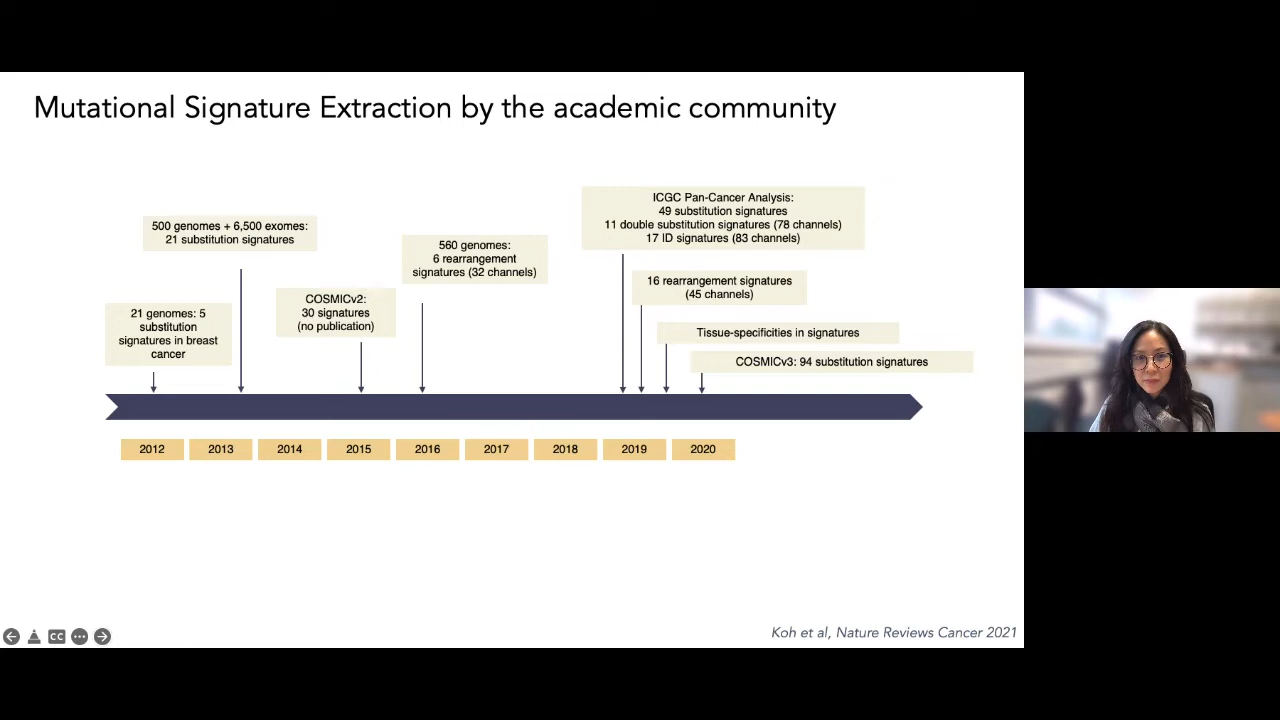 Mutational Signature Extraction by the academic community
ICGC Pan-Cancer Analysis:
49 substitution signatures
11 double substitution signatures (78 channels)
17 ID signatures (83 channels)
500 genomes + 6,500 exomes:
21 substitution signatures
560 genomes:
6 rearrangement
signatures (32 channels)
16 rearrangement signatures
(45 channels)
COSMICv2:
30 signatures
(no publication)
21 genomes: 5
substitution
signatures in breast
cancer
Tissue-specificities in signatures
COSMICv3: 94 substitution signatures
2012
2013
2014
2015
2016
2017
2018
2019
2020
CC
Koh et al, Nature Reviews Cancer 2021